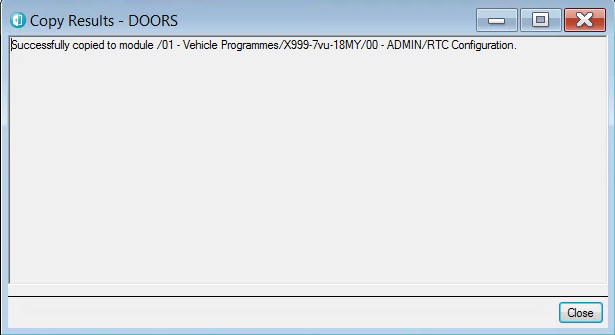 Copy Results - DOORS
Successfully copied to module /01 - Vehicle Programmes/X999-7vu-18MY/00 - ADMIN/RTC Configuration.
Close